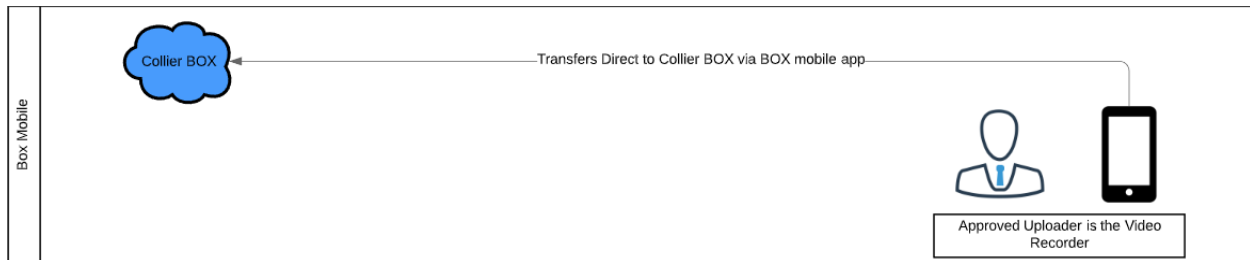 Collier BOX
Transfers Direct to Collier BOX via BOX mobile app
Box Mobile
Approved Uploader is the Video
Recorder